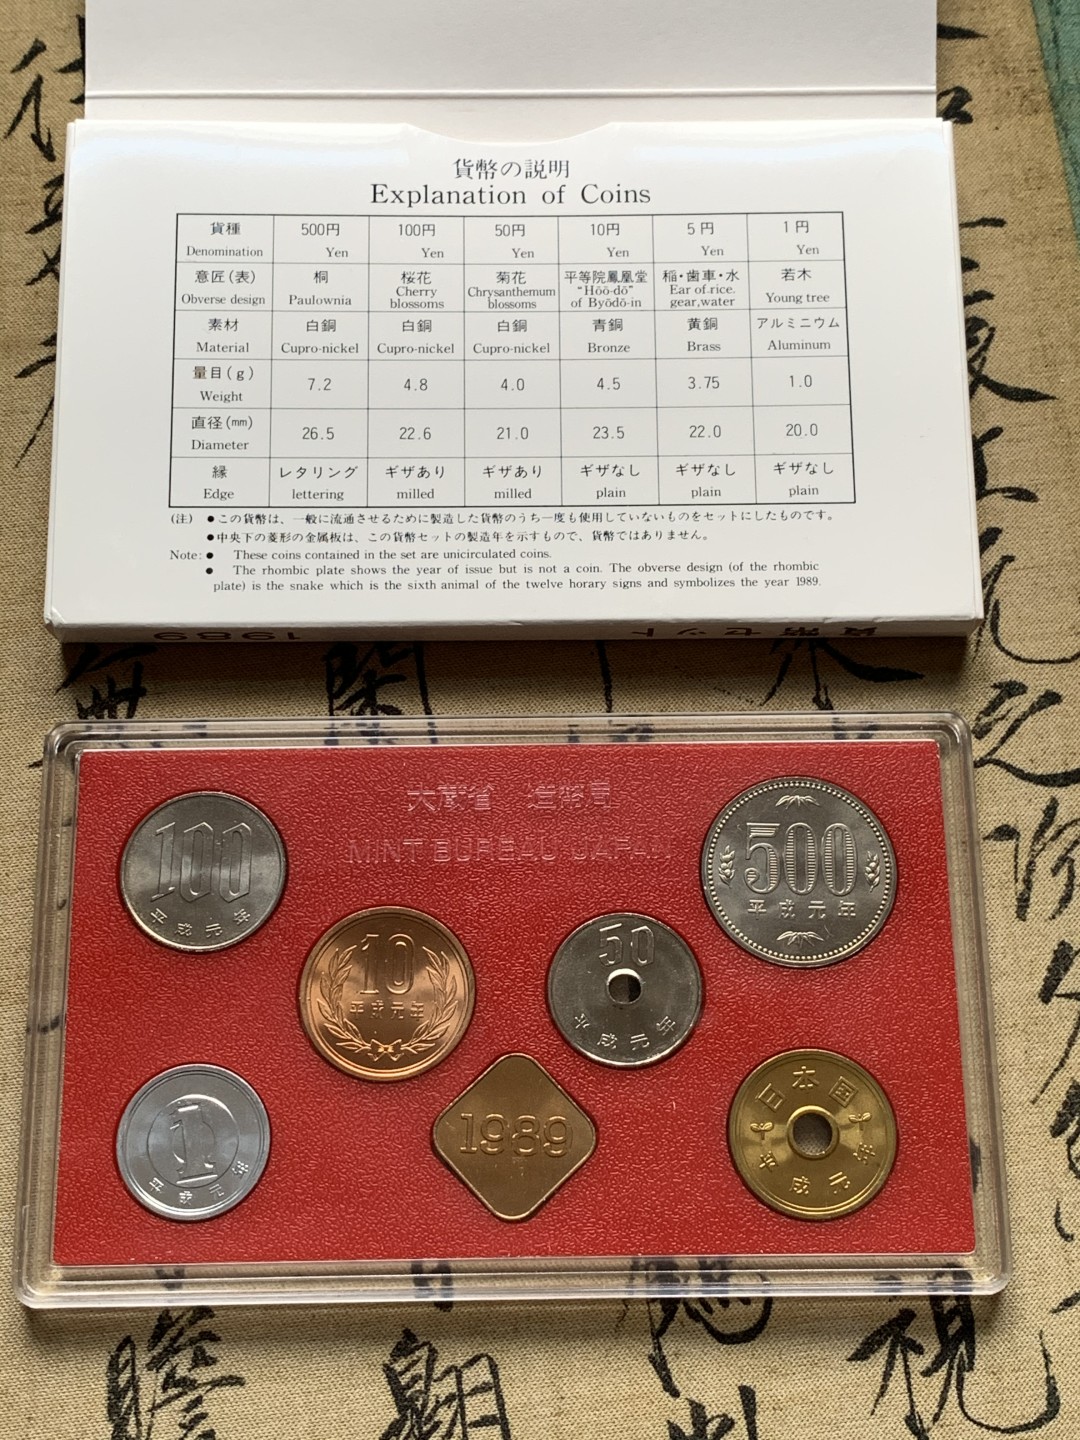 貨幣の説明
Explanation of Coins
貨種 500円 100円 50円 10円 5円 1円
Denomination Yen Yen Yen Yen Yen Yen
意匠(表) 桐 桜花 菊花 平等院鳳凰堂 稲・歯車・水 若木
Obverse design Paulownia Cherry blossoms Chrysanthemum blossoms "Hōō-dō" of Byōdō-in Ear of.rice. gear,water Young tree
素材 白銅 白銅 白銅 青銅 黄銅 アルミニウム
Material Cupro-nickel Cupro-nickel Cupro-nickel Bronze Brass Aluminum
量目(g) 7.2 4.8 4.0 4.5 3.75 1.0
Weight
直径(mm) 26.5 22.6 21.0 23.5 22.0 20.0
Diameter
縁 レタリング ギザあり ギザあり ギザなし ギザなし ギザなし
Edge lettering milled milled plain plain plain
(注) ●この貨幣は、一般に流通させるために製造した貨幣のうち一度も使用していないものをセットにしたものです。
●中央下の菱形の金属板は、この貨幣セットの製造年を示すもので、貨幣ではありません。
Note: ● These coins contained in the set are unicirculated coins.
● The rhombic plate shows the year of issue but is not a coin. The obverse design (of the rhombic
plate) is the snake which is the sixth animal of the twelve horary signs and symbolizes the year 1989.
貨幣セット 1989
大蔵省 造幣局
MINT BUREAU JAPAN
100
平成元年
500
平成元年
10
平成元年
50
平成元年
1
平成元年
1989
日本国
平成元年